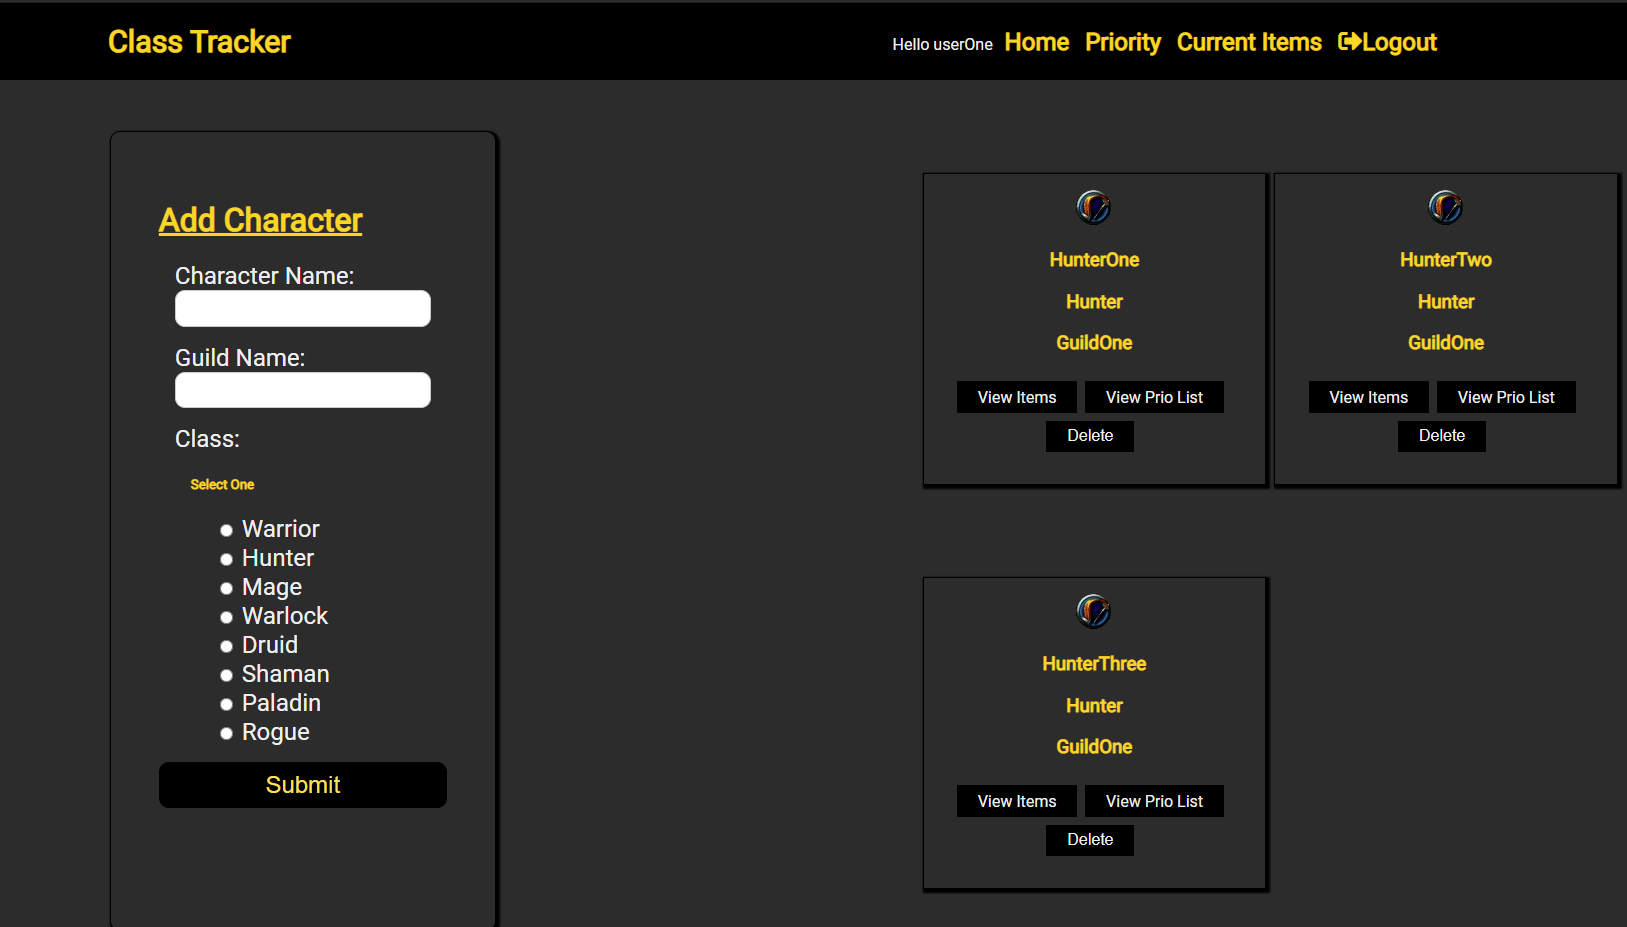 Class Tracker
Hello userOne Home Priority Current Items Logout
Add Character
Character Name:
Guild Name:
Class:
Select One
Warrior
Hunter
Mage
Warlock
Druid
Shaman
Paladin
Rogue
Submit
HunterOne
Hunter
GuildOne
View Items View Prio List
Delete
HunterTwo
Hunter
GuildOne
View Items View Prio List
Delete
HunterThree
Hunter
GuildOne
View Items View Prio List
Delete